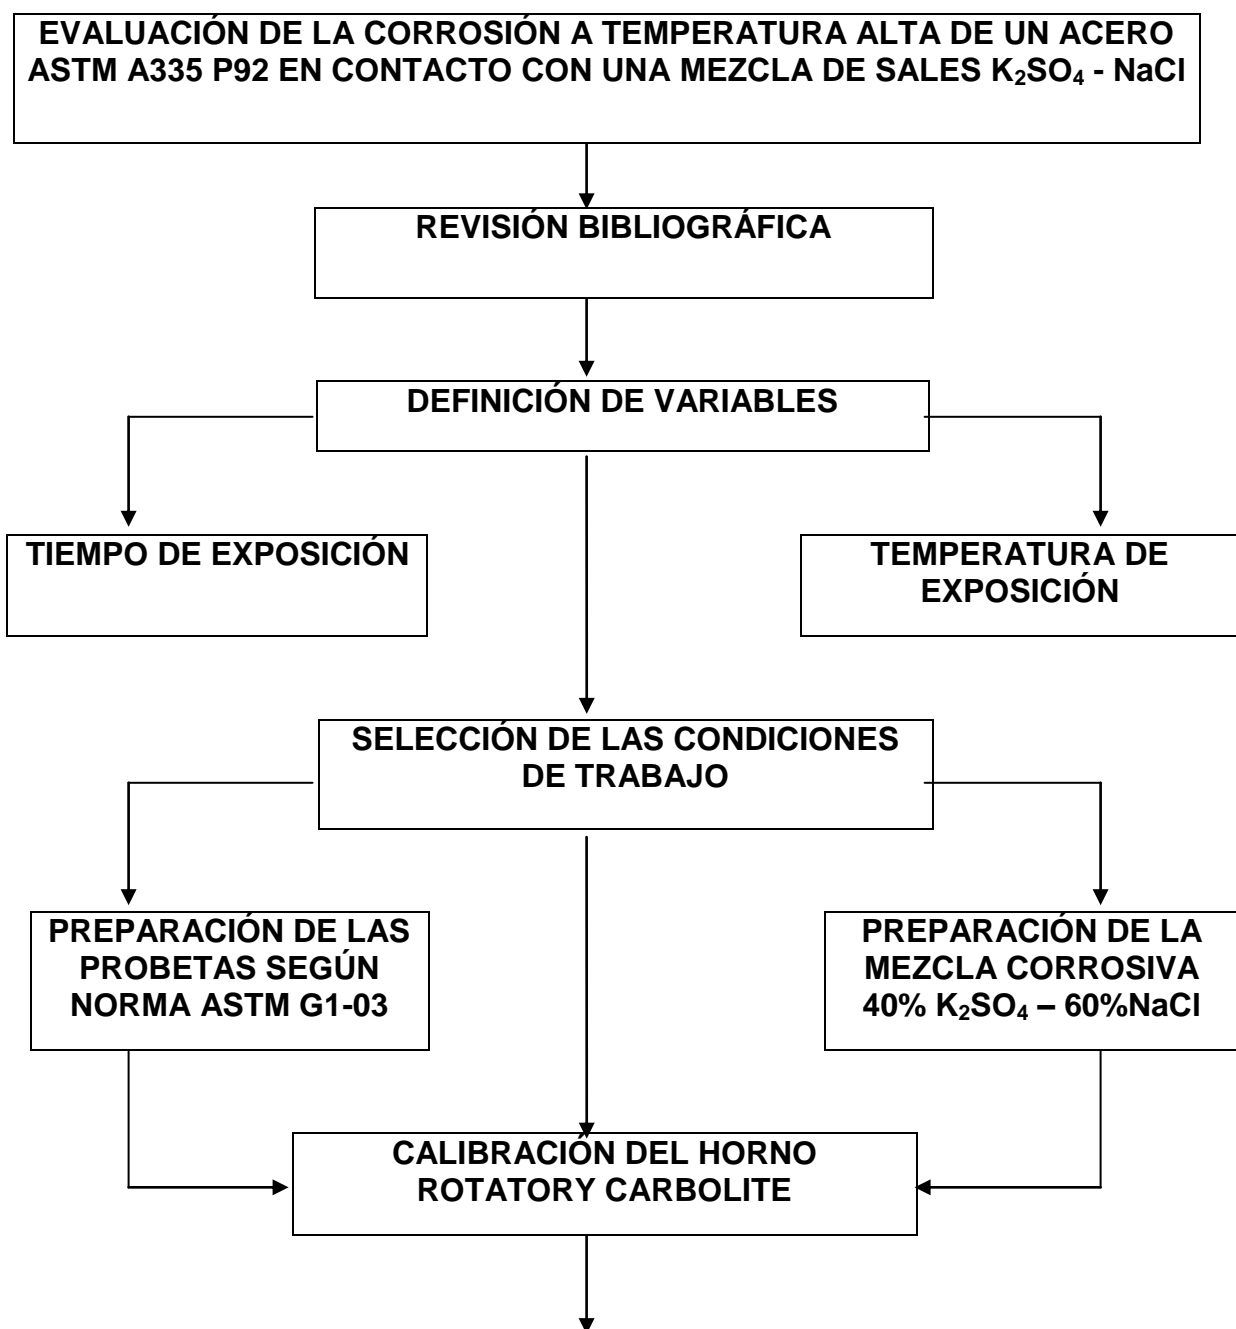 EVALUACIÓN DE LA CORROSIÓN A TEMPERATURA ALTA DE UN ACERO
ASTM A335 P92 EN CONTACTO CON UNA MEZCLA DE SALES K₂SO₄ - NaCl
REVISIÓN BIBLIOGRÁFICA
DEFINICIÓN DE VARIABLES
TIEMPO DE EXPOSICIÓN
TEMPERATURA DE
EXPOSICIÓN
SELECCIÓN DE LAS CONDICIONES
DE TRABAJO
PREPARACIÓN DE LAS
PROBETAS SEGÚN
NORMA ASTM G1-03
PREPARACIÓN DE LA
MEZCLA CORROSIVA
40% K₂SO₄ – 60%NaCl
CALIBRACIÓN DEL HORNO
ROTATORY CARBOLITE